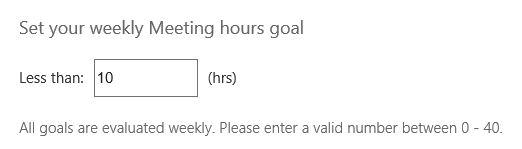 Set your weekly Meeting hours goal
Less than: 10 (hrs)
All goals are evaluated weekly. Please enter a valid number between 0 - 40.